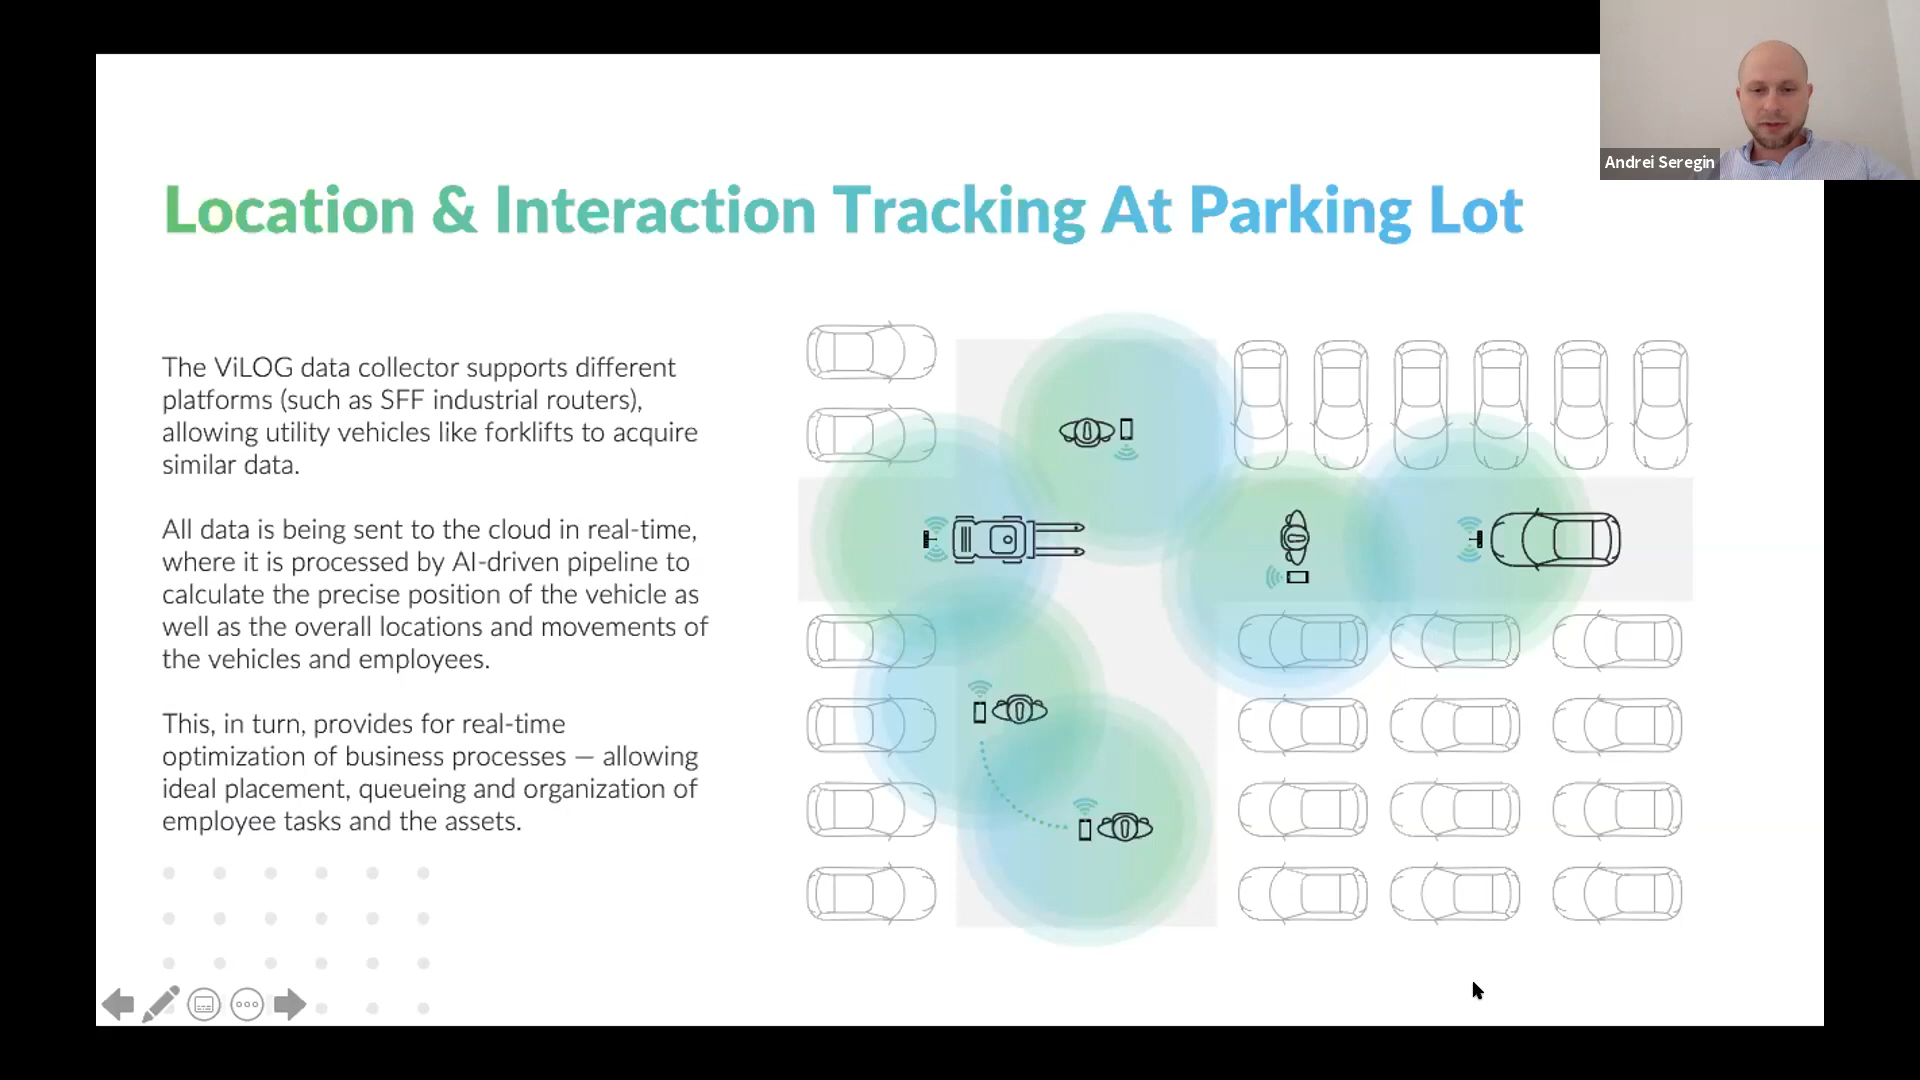 Andrei Seregin
Location & Interaction Tracking At Parking Lot
The ViLOG data collector supports different
platforms (such as SFF industrial routers),
allowing utility vehicles like forklifts to acquire
similar data.
All data is being sent to the cloud in real-time,
where it is processed by AI-driven pipeline to
calculate the precise position of the vehicle as
well as the overall locations and movements of
the vehicles and employees.
This, in turn, provides for real-time
optimization of business processes — allowing
ideal placement, queueing and organization of
employee tasks and the assets.